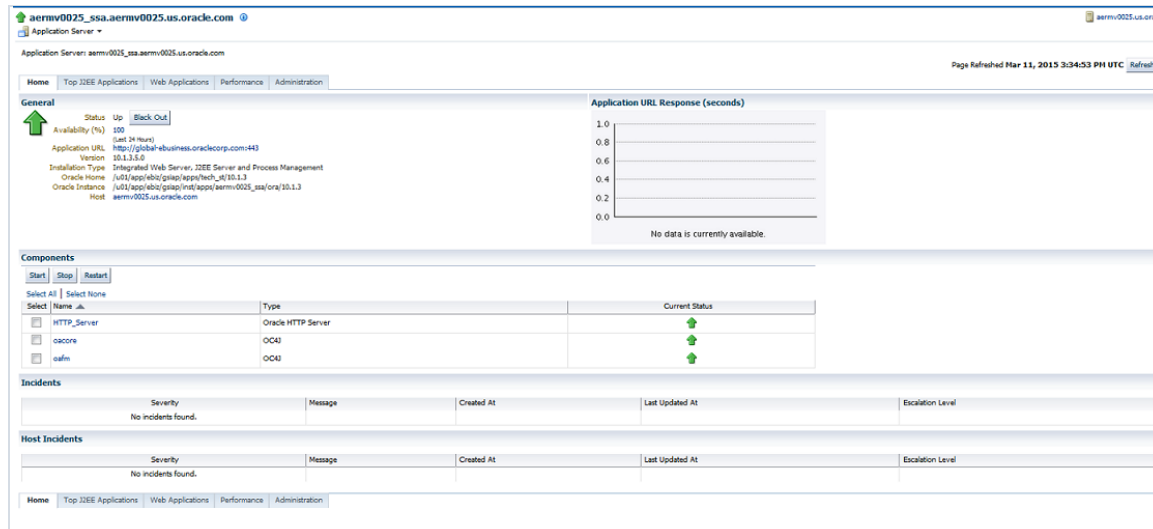 aermv0025_ssa.aermv0025.us.oracle.com
aermv0025.us.or
Application Server
Application Server: aermv0025_ssa.aermv0025.us.oracle.com
Page Refreshed Mar 11, 2015 3:34:53 PM UTC Refresh
Home Top J2EE Applications Web Applications Performance Administration
General
Status Up Black Out
Availability (%) 100
(Last 24 Hours)
Application URL http://global-ebusiness.oraclecorp.com:443
Version 10.1.3.5.0
Installation Type Integrated Web Server, J2EE Server and Process Management
Oracle Home /u01/app/ebiz/gsiap/apps/tech_st/10.1.3
Oracle Instance /u01/app/ebiz/gsiap/inst/apps/aermv0025_ssa/ora/10.1.3
Host aermv0025.us.oracle.com
Application URL Response (seconds)
1.0
0.8
0.6
0.4
0.2
0.0
No data is currently available.
Components
Start Stop Restart
Select All | Select None
Select Name Type Current Status
HTTP_Server Oracle HTTP Server
oacore OC4J
oafm OC4J
Incidents
Severity Message Created At Last Updated At Escalation Level
No incidents found.
Host Incidents
Severity Message Created At Last Updated At Escalation Level
No incidents found.
Home Top J2EE Applications Web Applications Performance Administration